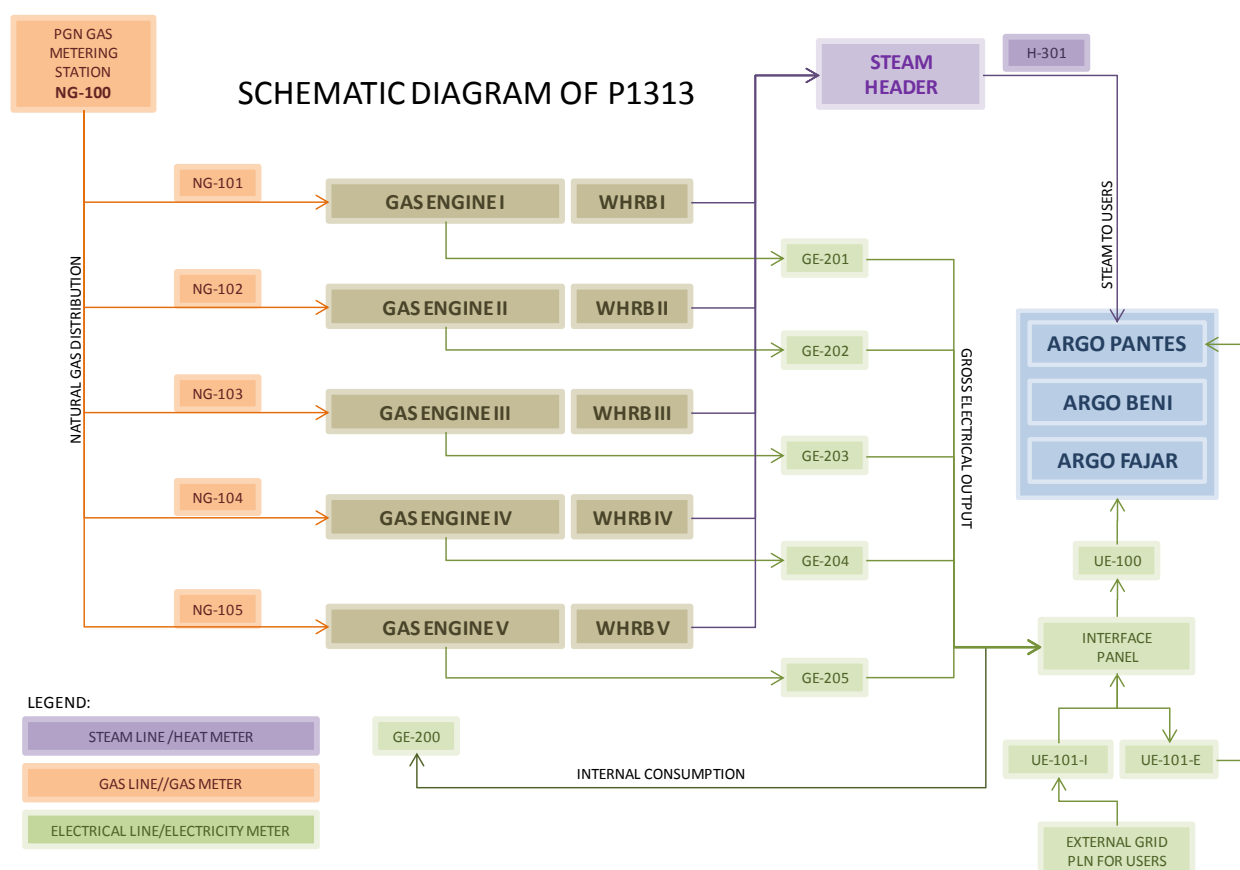 PGN GAS
METERING
STATION
NG-100
SCHEMATIC DIAGRAM OF P1313
STEAM
HEADER
H-301
NG-101
GAS ENGINE I
WHRB I
GE-201
NG-102
GAS ENGINE II
WHRB II
GE-202
NG-103
GAS ENGINE III
WHRB III
GE-203
NG-104
GAS ENGINE IV
WHRB IV
GE-204
NG-105
GAS ENGINE V
WHRB V
GE-205
NATURAL GAS DISTRIBUTION
GROSS ELECTRICAL OUTPUT
STEAM TO USERS
ARGO PANTES
ARGO BENI
ARGO FAJAR
UE-100
INTERFACE
PANEL
UE-101-I
UE-101-E
EXTERNAL GRID
PLN FOR USERS
GE-200
INTERNAL CONSUMPTION
LEGEND:
STEAM LINE /HEAT METER
GAS LINE//GAS METER
ELECTRICAL LINE/ELECTRICITY METER